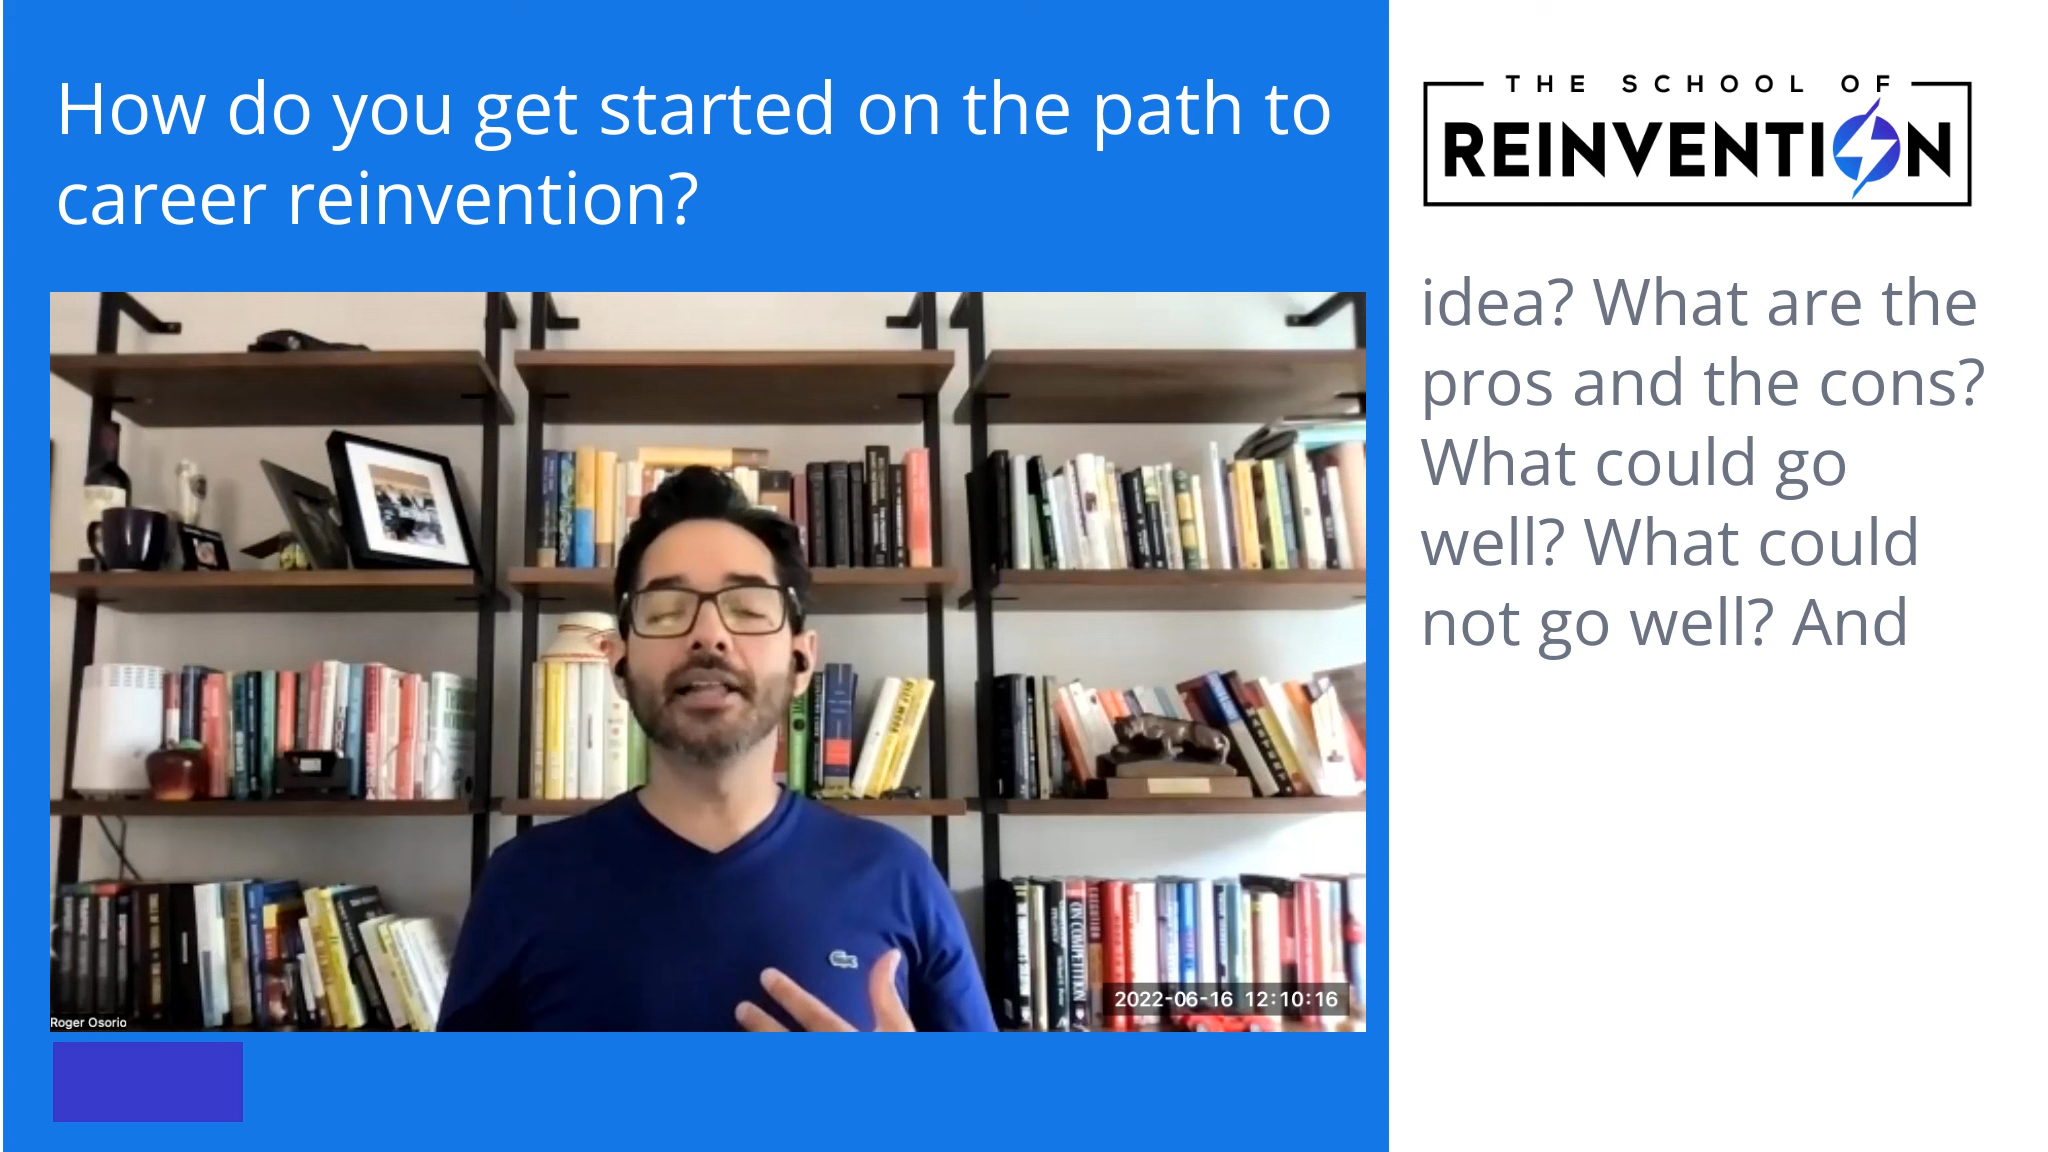 How do you get started on the path to
career reinvention?
THE SCHOOL OF
REINVENTION
idea? What are the
pros and the cons?
What could go
well? What could
not go well? And
ON COMPETITION
2022-06-16 12:10:16
Roger Osorio